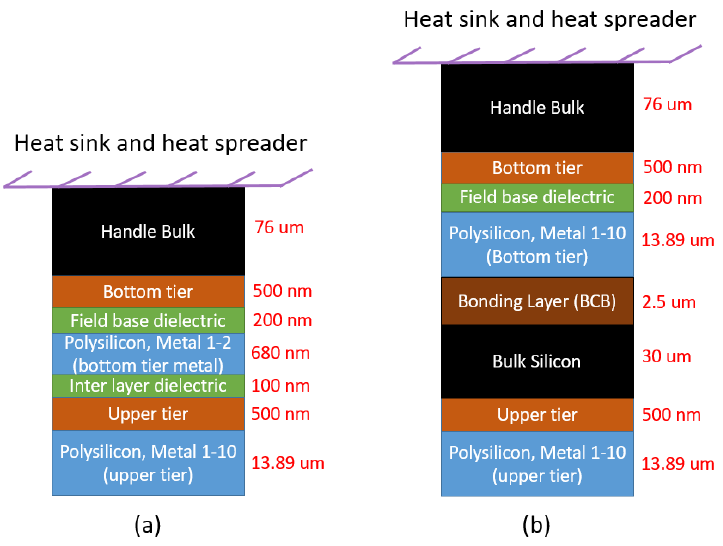 Heat sink and heat spreader
Handle Bulk
76 um
Bottom tier
500 nm
Field base dielectric
200 nm
Polysilicon, Metal 1-2
(bottom tier metal)
680 nm
Inter layer dielectric
100 nm
Upper tier
500 nm
Polysilicon, Metal 1-10
(upper tier)
13.89 um
(a)
Heat sink and heat spreader
Handle Bulk
76 um
Bottom tier
500 nm
Field base dielectric
200 nm
Polysilicon, Metal 1-10
(Bottom tier)
13.89 um
Bonding Layer (BCB)
2.5 um
Bulk Silicon
30 um
Upper tier
500 nm
Polysilicon, Metal 1-10
(upper tier)
13.89 um
(b)